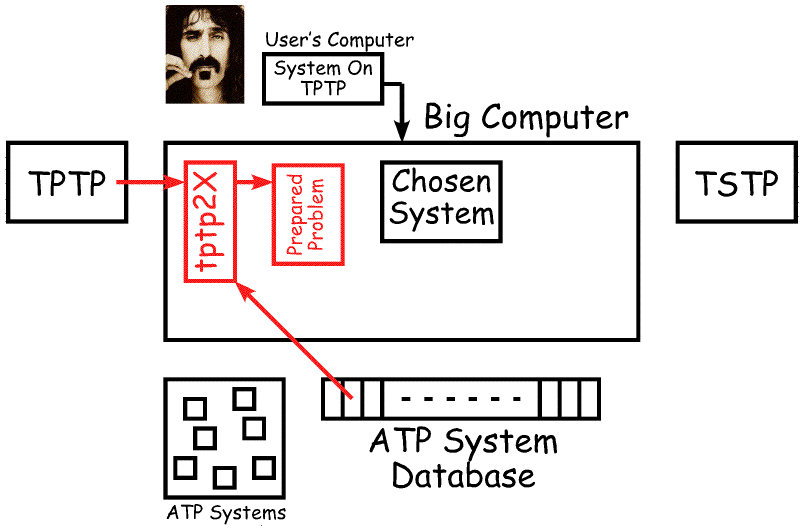 User's Computer
System On
TPTP
Big Computer
TPTP
tptp2X
Prepared
Problem
Chosen
System
TSTP
ATP System
Database
ATP Systems